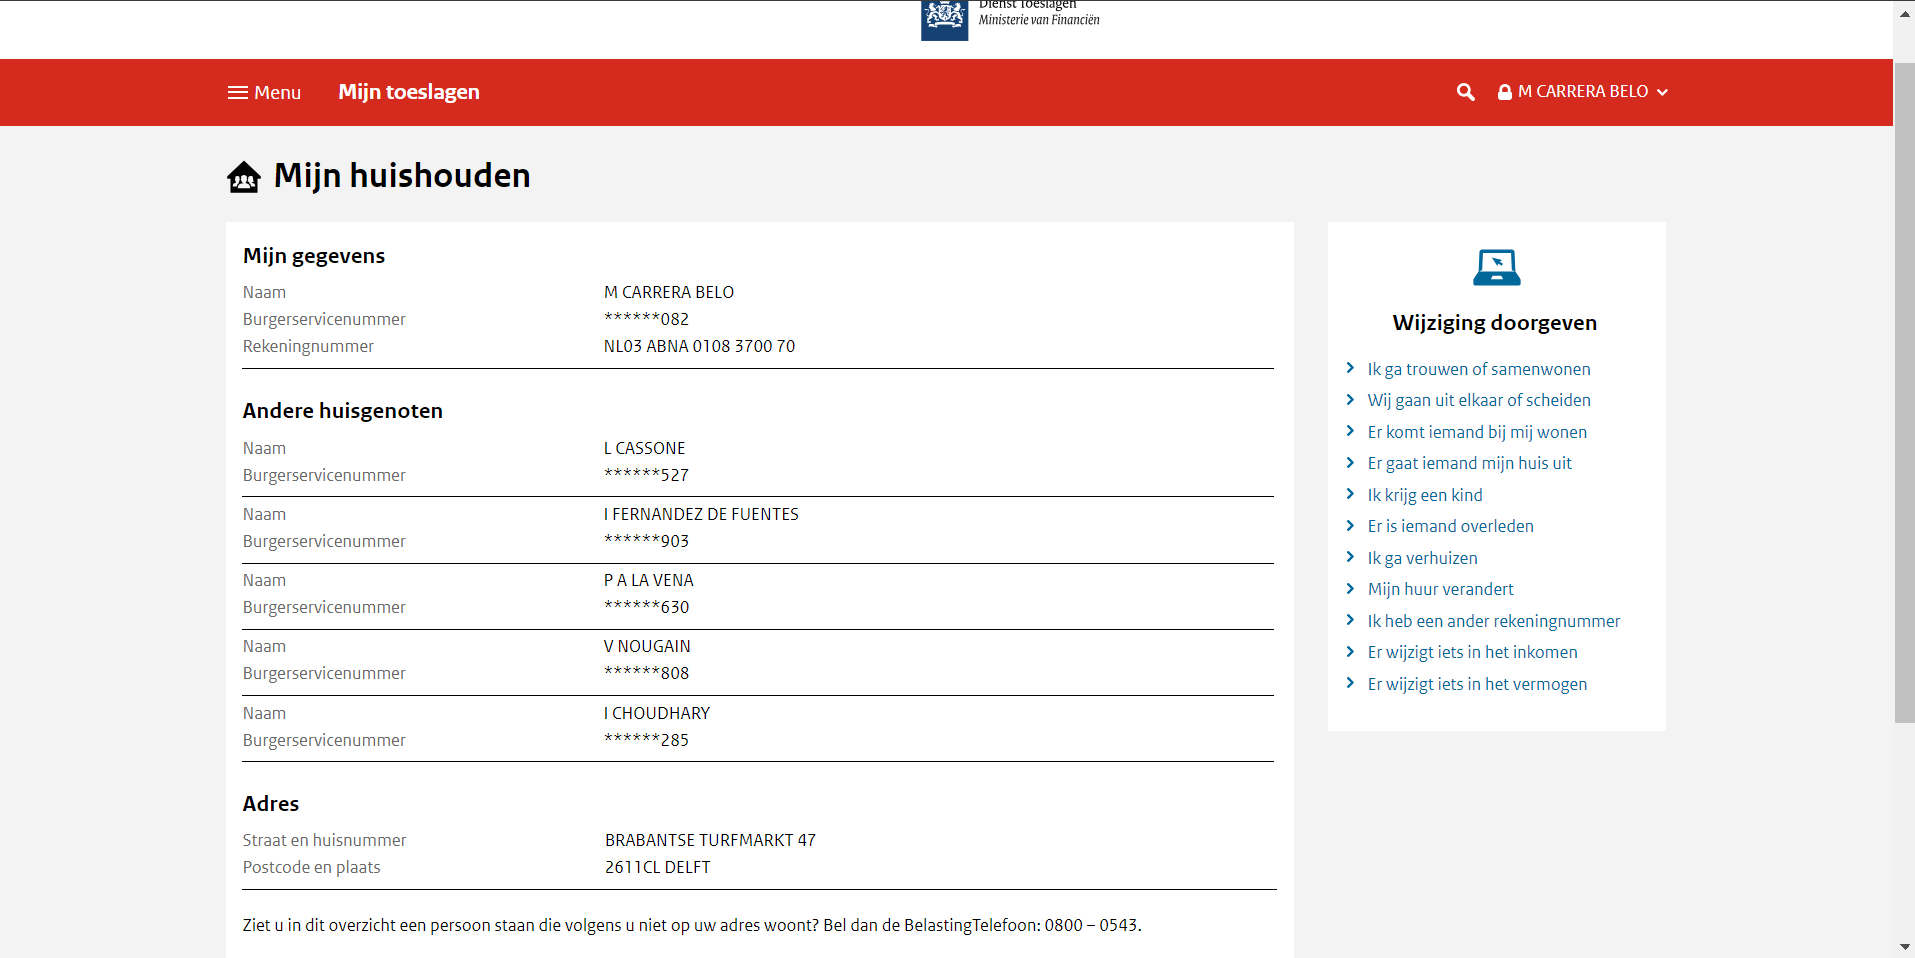 Dienst Toeslagen
Ministerie van Financiën
Menu
Mijn toeslagen
M CARRERA BELO
Mijn huishouden
Mijn gegevens
Naam M CARRERA BELO
Burgerservicenummer ******082
Rekeningnummer NL03 ABNA 0108 3700 70
Andere huisgenoten
Naam L CASSONE
Burgerservicenummer ******527
Naam I FERNANDEZ DE FUENTES
Burgerservicenummer ******903
Naam P A LA VENA
Burgerservicenummer ******630
Naam V NOUGAIN
Burgerservicenummer ******808
Naam I CHOUDHARY
Burgerservicenummer ******285
Adres
Straat en huisnummer BRABANTSE TURFMARKT 47
Postcode en plaats 2611CL DELFT
Ziet u in dit overzicht een persoon staan die volgens u niet op uw adres woont? Bel dan de BelastingTelefoon: 0800 – 0543.
Wijziging doorgeven
Ik ga trouwen of samenwonen
Wij gaan uit elkaar of scheiden
Er komt iemand bij mij wonen
Er gaat iemand mijn huis uit
Ik krijg een kind
Er is iemand overleden
Ik ga verhuizen
Mijn huur verandert
Ik heb een ander rekeningnummer
Er wijzigt iets in het inkomen
Er wijzigt iets in het vermogen